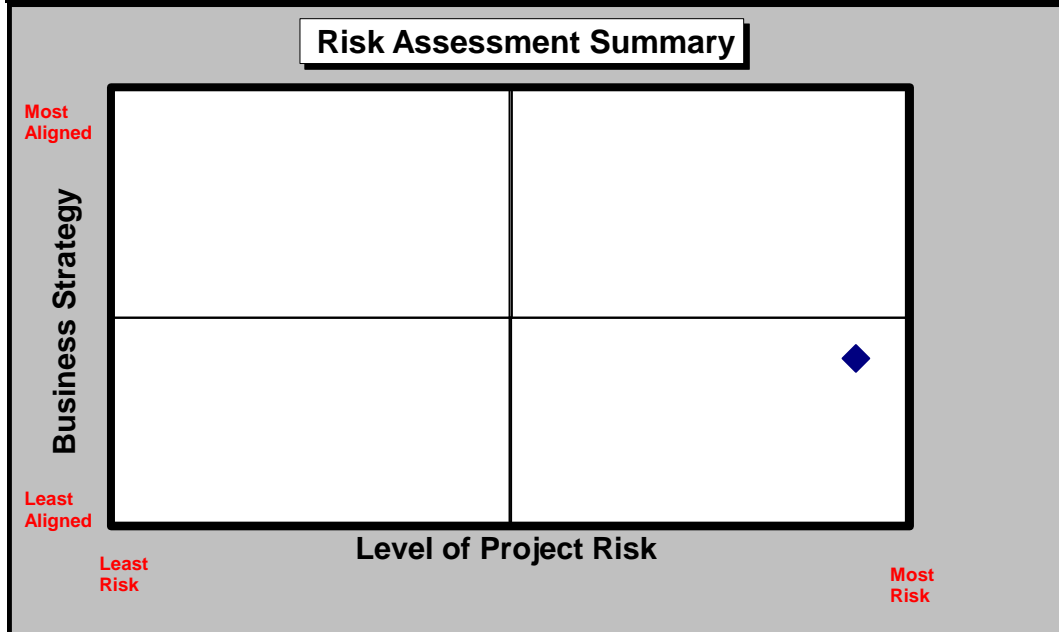 Risk Assessment Summary
Most
Aligned
Business Strategy
Least
Aligned
Level of Project Risk
Least
Risk
Most
Risk